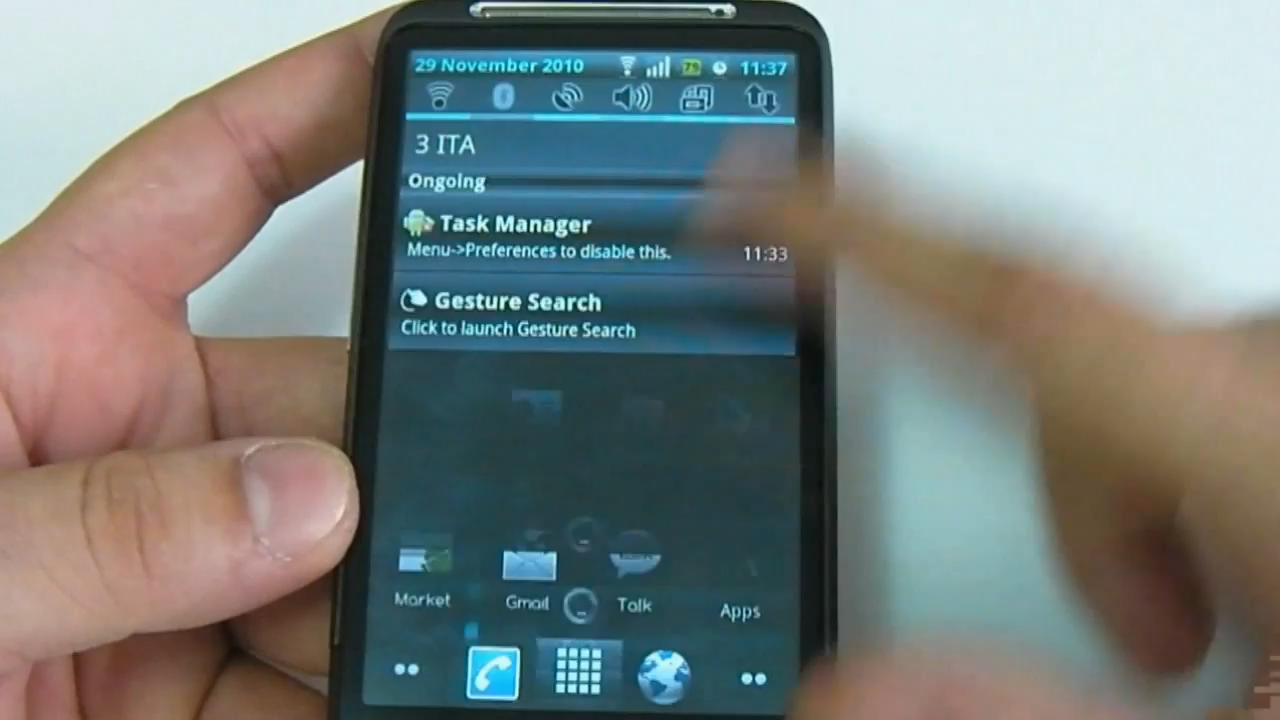 29 November 2010 79 11:37
3 ITA
Ongoing
Task Manager
Menu->Preferences to disable this. 11:33
Gesture Search
Click to launch Gesture Search
Market Gmail Talk Apps